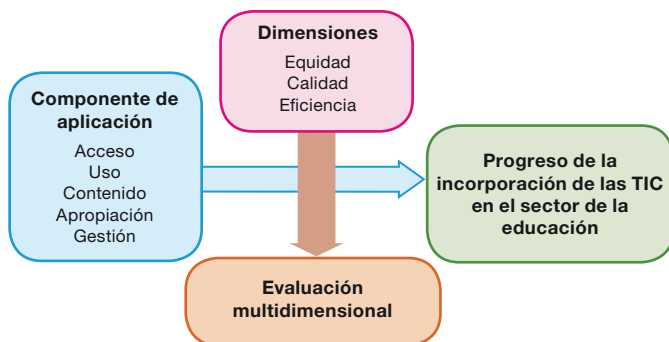 Dimensiones
Equidad
Calidad
Eficiencia
Componente de
aplicación
Acceso
Uso
Contenido
Apropiación
Gestión
Progreso de la
incorporación de las TIC
en el sector de la
educación
Evaluación
multidimensional